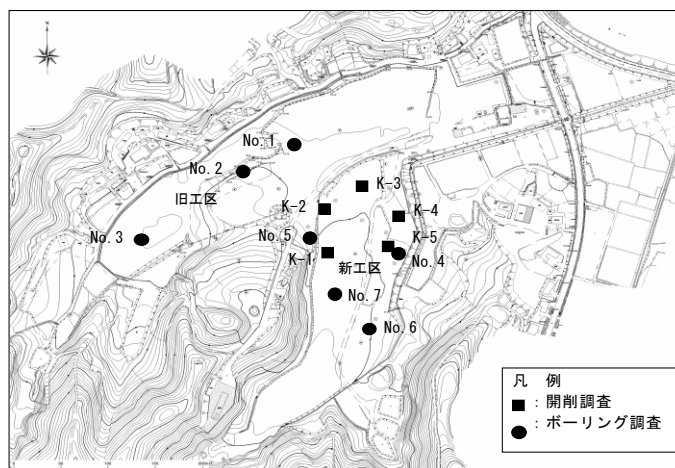 No.1
No.2
K-3
旧工区
K-2
K-4
No.3
No.5
K-5
K-1
新工区
No.4
No.7
No.6
凡 例
■ : 開削調査
● : ボーリング調査